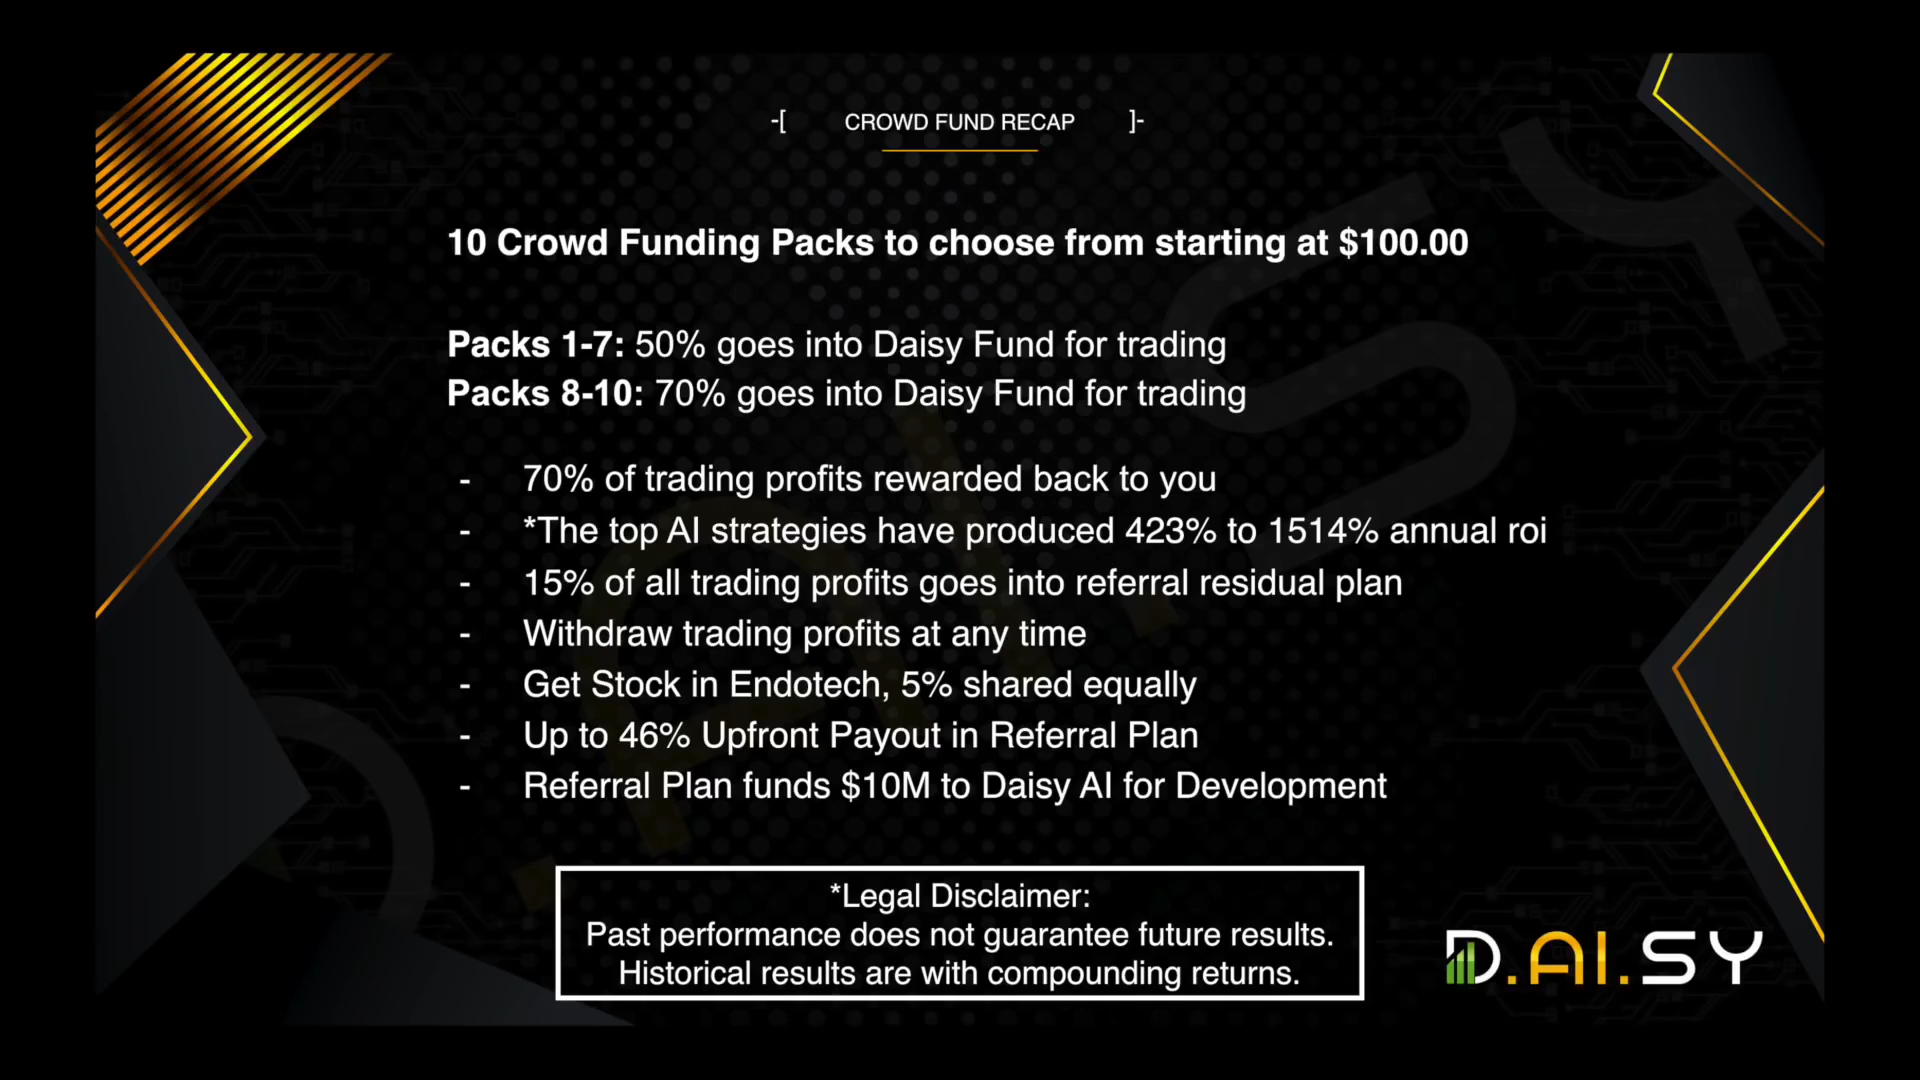 -[ CROWD FUND RECAP ]-
10 Crowd Funding Packs to choose from starting at $100.00
Packs 1-7: 50% goes into Daisy Fund for trading
Packs 8-10: 70% goes into Daisy Fund for trading
- 70% of trading profits rewarded back to you
- *The top AI strategies have produced 423% to 1514% annual roi
- 15% of all trading profits goes into referral residual plan
- Withdraw trading profits at any time
- Get Stock in Endotech, 5% shared equally
- Up to 46% Upfront Payout in Referral Plan
- Referral Plan funds $10M to Daisy AI for Development
*Legal Disclaimer:
Past performance does not guarantee future results.
Historical results are with compounding returns.
D.AI.SY